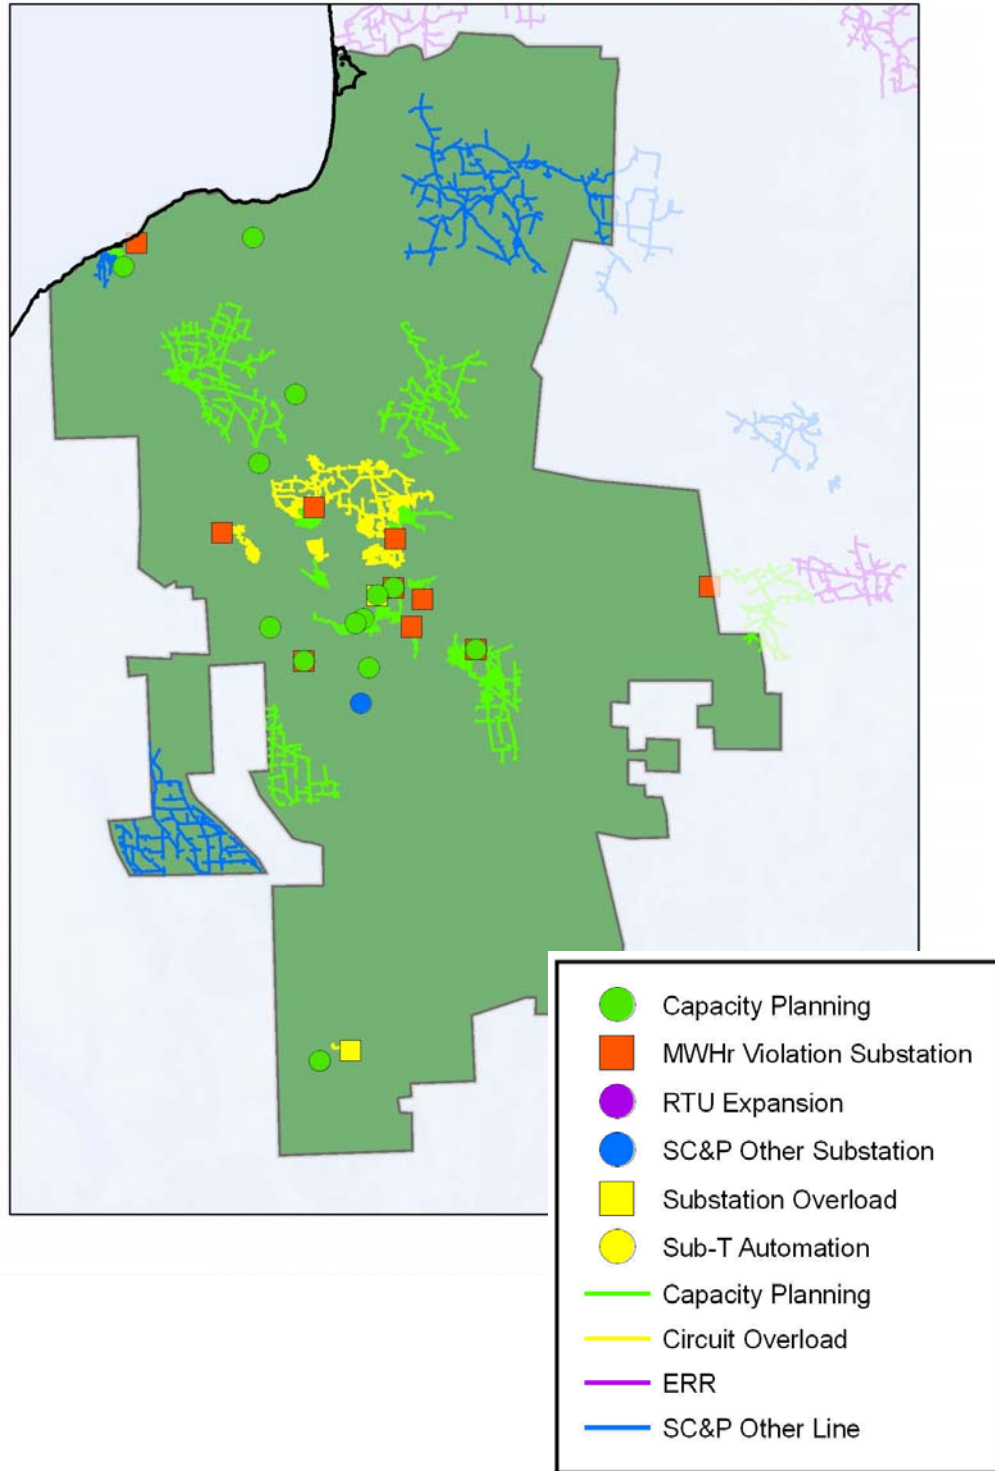 Capacity Planning
MWHr Violation Substation
RTU Expansion
SC&P Other Substation
Substation Overload
Sub-T Automation
Capacity Planning
Circuit Overload
ERR
SC&P Other Line